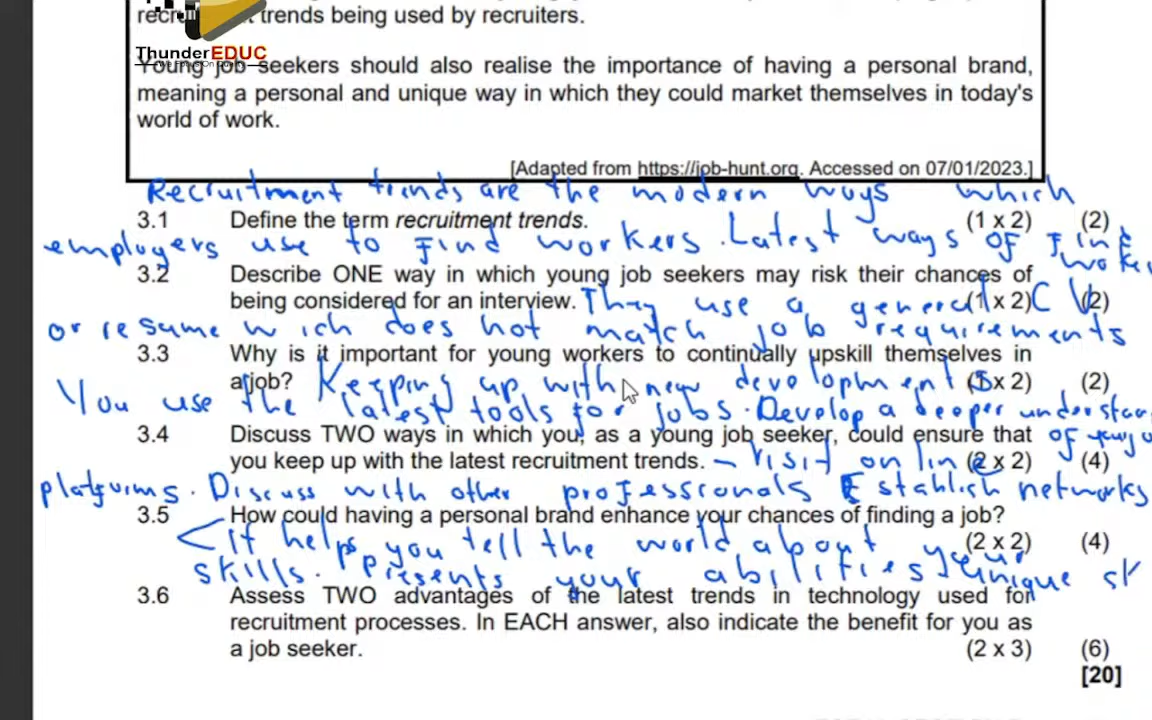 trends being used by recruiters.
ThunderEDUC
We Focus On Quality
Young job seekers should also realise the importance of having a personal brand,
meaning a personal and unique way in which they could market themselves in today's
world of work.
[Adapted from https://job-hunt.org. Accessed on 07/01/2023.]
Recruitment trends are the modern ways which
3.1 Define the term recruitment trends. (1 x 2) (2)
employers use to find workers. Latest ways of find
3.2 Describe ONE way in which young job seekers may risk their chances of
being considered for an interview. (1 x 2) (2)
They use a general CV
or resume wich does not match job requirements
3.3 Why is it important for young workers to continually upskill themselves in
a job? (1 x 2) (2)
Keeping up with new developments
You use the latest tools for jobs. Develop a deeper understan
3.4 Discuss TWO ways in which you, as a young job seeker, could ensure that
you keep up with the latest recruitment trends. (2 x 2) (4)
- Visit online
platforms. Discuss with other professionals Establish networks
3.5 How could having a personal brand enhance your chances of finding a job?
(2 x 2) (4)
It helps you tell the world about your
skills. Presents your abilities, unique sk
3.6 Assess TWO advantages of the latest trends in technology used for
recruitment processes. In EACH answer, also indicate the benefit for you as
a job seeker. (2 x 3) (6)
[20]